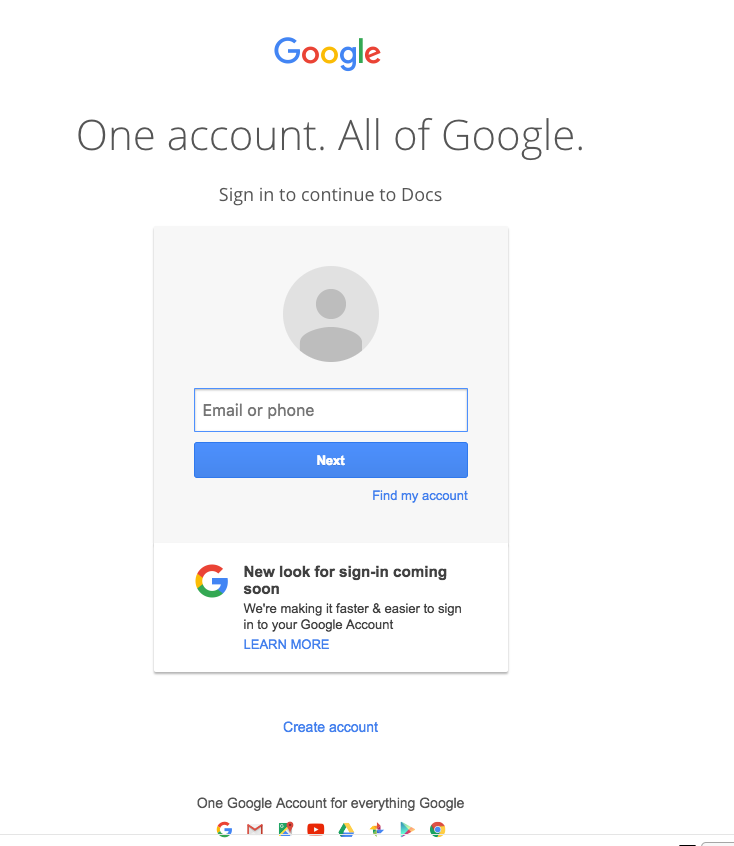 Google
One account. All of Google.
Sign in to continue to Docs
Email or phone
Next
Find my account
New look for sign-in coming
soon
We're making it faster & easier to sign
in to your Google Account
LEARN MORE
Create account
One Google Account for everything Google